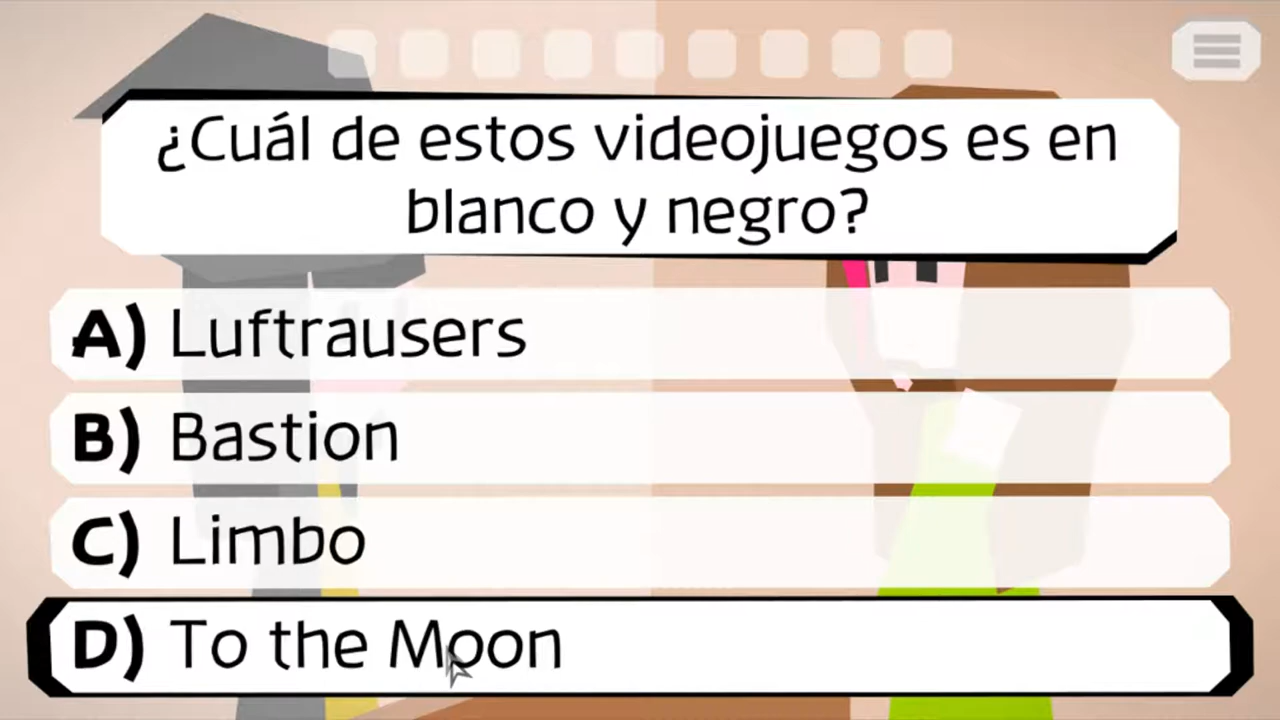 ¿Cuál de estos videojuegos es en
blanco y negro?
A) Luftrausers
B) Bastion
C) Limbo
D) To the Moon